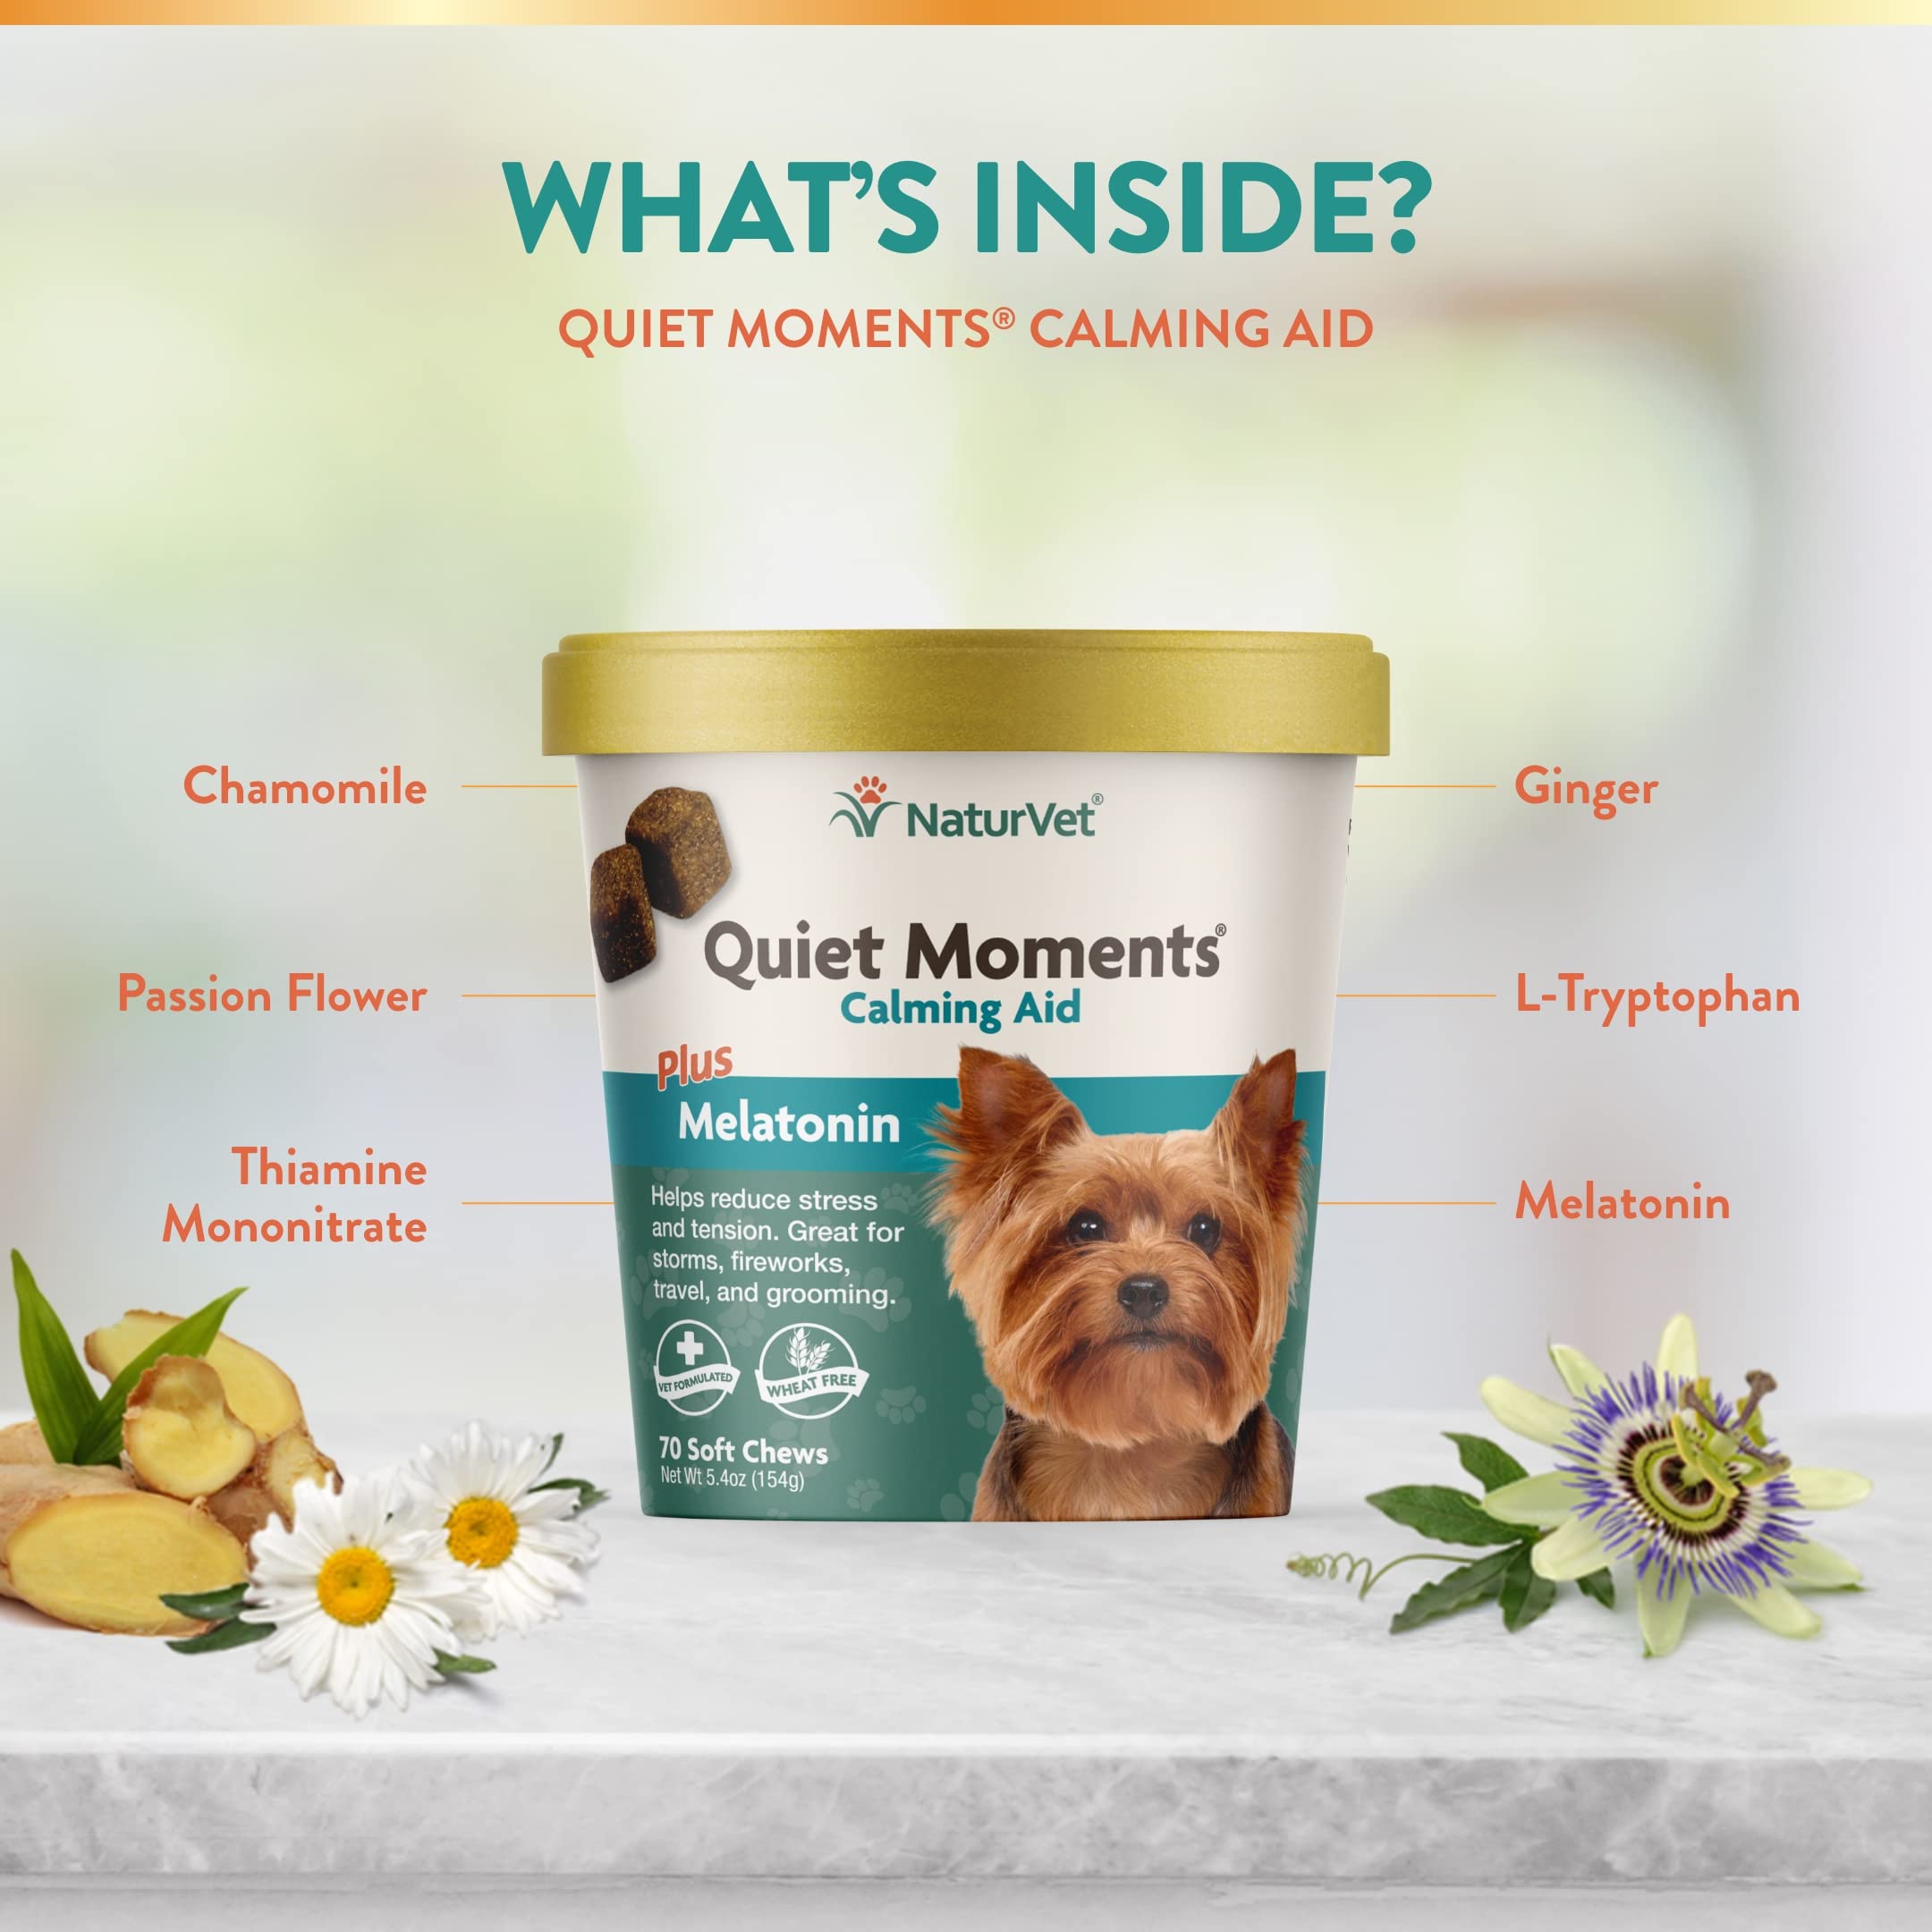 WHAT'S INSIDE?
QUIET MOMENTS® CALMING AID
Chamomile
Passion Flower
Thiamine
Mononitrate
NaturVet®
Quiet Moments®
Calming Aid
Plus
Melatonin
Helps reduce stress
and tension. Great for
storms, fireworks,
travel, and grooming.
VET FORMULATED
WHEAT FREE
70 Soft Chews
Net Wt 5.4oz (154g)
Ginger
L-Tryptophan
Melatonin